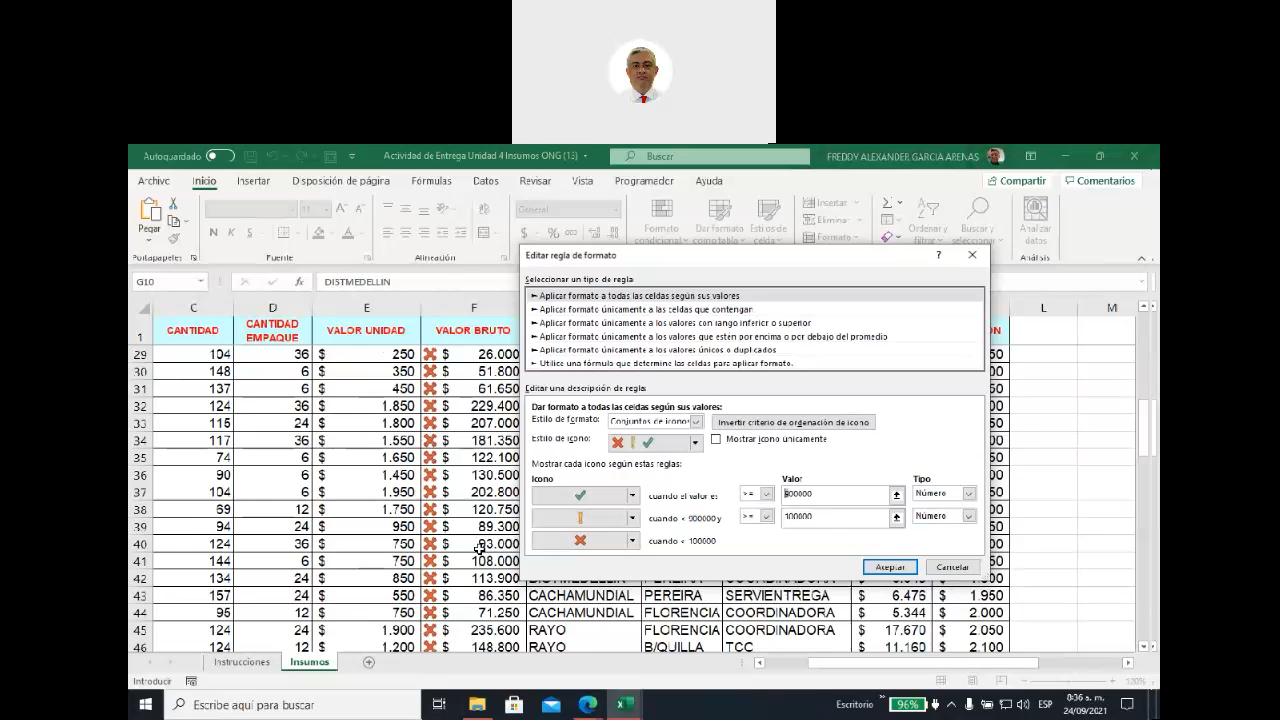 Autoguardado
Actividad de Entrega Unidad 4 Insumos ONG (13)
Buscar
FREDDY ALEXANDER GARCIA ARENAS
Archivo Inicio Insertar Disposición de página Fórmulas Datos Revisar Vista Programador Ayuda Compartir Comentarios
Pegar
N K S
General
$ % 000
Formato condicional Dar formato como tabla Estilos de celda
Insertar
Eliminar
Formato
Ordenar y filtrar Buscar y seleccionar Analizar datos
Portapapeles Fuente Alineación Análisis
G10 fx DISTMEDELLIN
Editar regla de formato ?
Seleccionar un tipo de regla
► Aplicar formato a todas las celdas según sus valores
► Aplicar formato únicamente a las celdas que contengan
► Aplicar formato únicamente a los valores con rango inferior o superior
► Aplicar formato únicamente a los valores que estén por encima o por debajo del promedio
► Aplicar formato únicamente a los valores únicos o duplicados
Utilice una fórmula que determine las celdas para aplicar formato.
Editar una descripción de regla
Dar formato a todas las celdas según sus valores:
Estilo de formato: Conjuntos de iconos Invertir criterio de ordenación de icono
Estilo de icono: Mostrar icono únicamente
Mostrar cada icono según estas reglas:
Icono Valor Tipo
cuando el valor es >= 900000 Número
cuando < 900000 y >= 100000 Número
cuando < 100000
Aceptar Cancelar
C D E F L M
1 CANTIDAD CANTIDAD EMPAQUE VALOR UNIDAD VALOR BRUTO
29 104 36 $ 250 $ 26.000
30 148 6 $ 350 $ 51.800
31 137 6 $ 450 $ 61.650
32 124 36 $ 1.850 $ 229.400
33 115 24 $ 1.800 $ 207.000
34 117 36 $ 1.550 $ 181.350
35 74 6 $ 1.650 $ 122.100
36 90 6 $ 1.450 $ 130.500
37 104 6 $ 1.950 $ 202.800
38 69 12 $ 1.750 $ 120.750
39 94 24 $ 950 $ 89.300
40 124 36 $ 750 $ 93.000
41 144 6 $ 750 $ 108.000
42 134 24 $ 850 $ 113.900
43 157 24 $ 550 $ 86.350 CACHAMUNDIAL PEREIRA SERVIENTREGA $ 6.476 $ 1.950
44 95 12 $ 750 $ 71.250 CACHAMUNDIAL FLORENCIA COORDINADORA $ 5.344 $ 2.000
45 124 24 $ 1.900 $ 235.600 RAYO FLORENCIA COORDINADORA $ 17.670 $ 2.050
46 124 12 $ 1.200 $ 148.800 RAYO B/QUILLA TCC $ 11.160 $ 2.100
Instrucciones Insumos
Introducir 120%
Escribe aquí para buscar
Escritorio 96% ESP 8:36 a. m.
24/09/2021